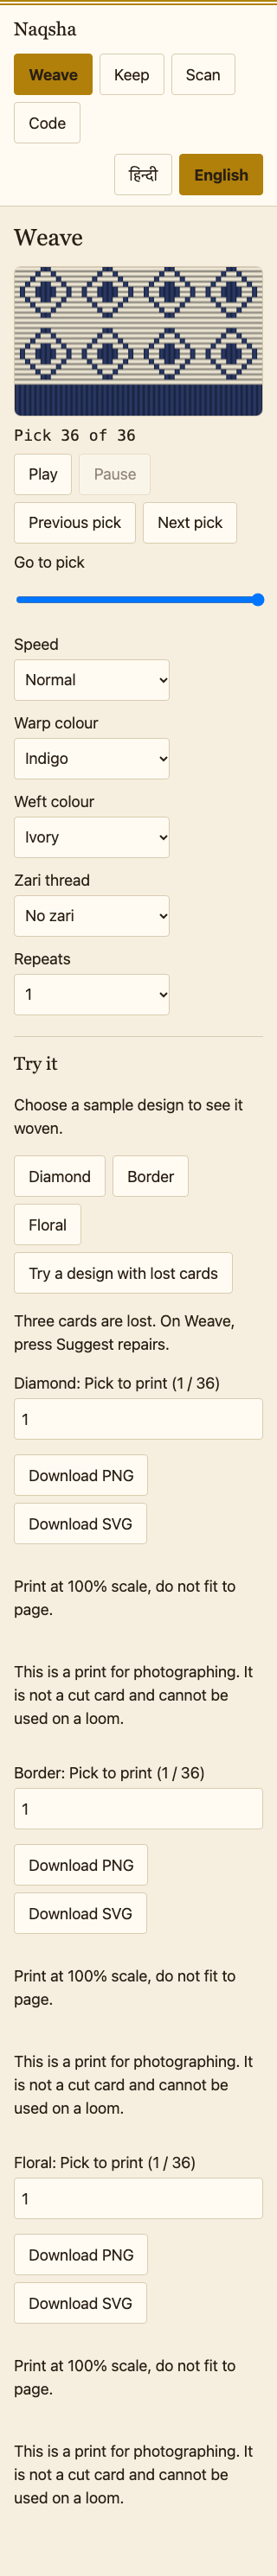 Naqsha
Weave Keep Scan
Code
हिन्दी English
Weave
Pick 36 of 36
Play Pause
Previous pick Next pick
Go to pick
Speed
Normal
Warp colour
Indigo
Weft colour
Ivory
Zari thread
No zari
Repeats
1
Try it
Choose a sample design to see it
woven.
Diamond Border
Floral
Try a design with lost cards
Three cards are lost. On Weave,
press Suggest repairs.
Diamond: Pick to print (1 / 36)
1
Download PNG
Download SVG
Print at 100% scale, do not fit to
page.
This is a print for photographing. It
is not a cut card and cannot be
used on a loom.
Border: Pick to print (1 / 36)
1
Download PNG
Download SVG
Print at 100% scale, do not fit to
page.
This is a print for photographing. It
is not a cut card and cannot be
used on a loom.
Floral: Pick to print (1 / 36)
1
Download PNG
Download SVG
Print at 100% scale, do not fit to
page.
This is a print for photographing. It
is not a cut card and cannot be
used on a loom.